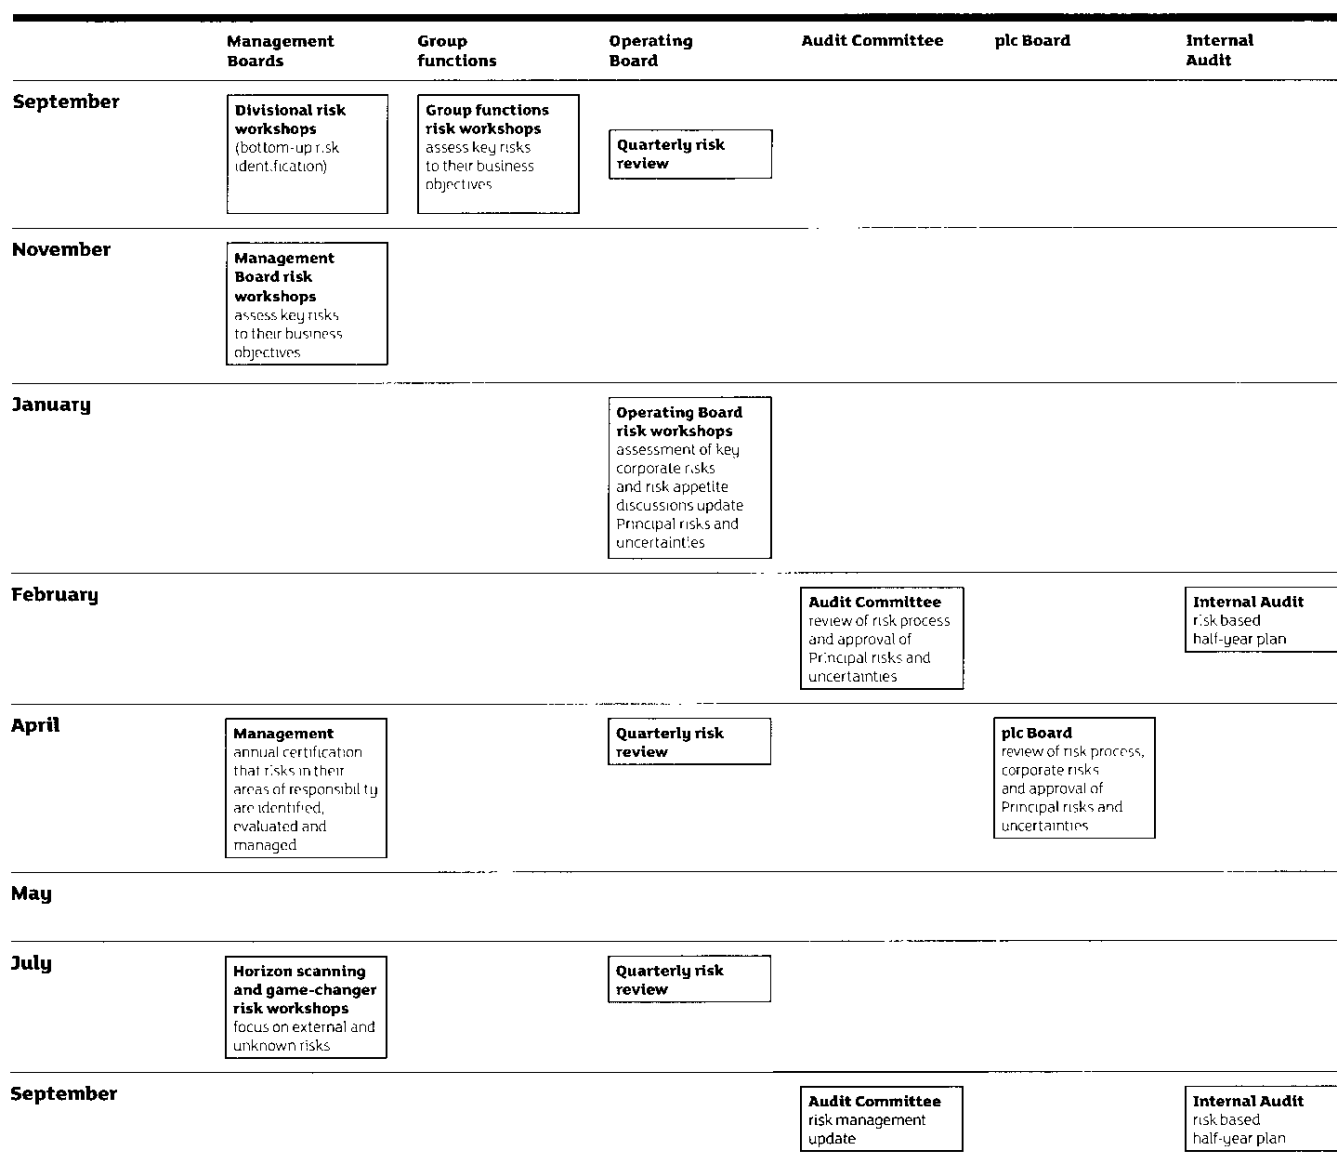 Management
Boards
Group
functions
Operating
Board
Audit Committee
plc Board
Internal
Audit
September
Divisional risk
workshops
(bottom-up risk
identification)
Group functions
risk workshops
assess key risks
to their business
objectives
Quarterly risk
review
November
Management
Board risk
workshops
assess key risks
to their business
objectives
January
Operating Board
risk workshops
assessment of key
corporate risks
and risk appetite
discussions update
Principal risks and
uncertainties
February
Audit Committee
review of risk process
and approval of
Principal risks and
uncertainties
Internal Audit
risk based
half-year plan
April
Management
annual certification
that risks in their
areas of responsibility
are identified,
evaluated and
managed
Quarterly risk
review
plc Board
review of risk process,
corporate risks
and approval of
Principal risks and
uncertainties
May
July
Horizon scanning
and game-changer
risk workshops
focus on external and
unknown risks
Quarterly risk
review
September
Audit Committee
risk management
update
Internal Audit
risk based
half-year plan